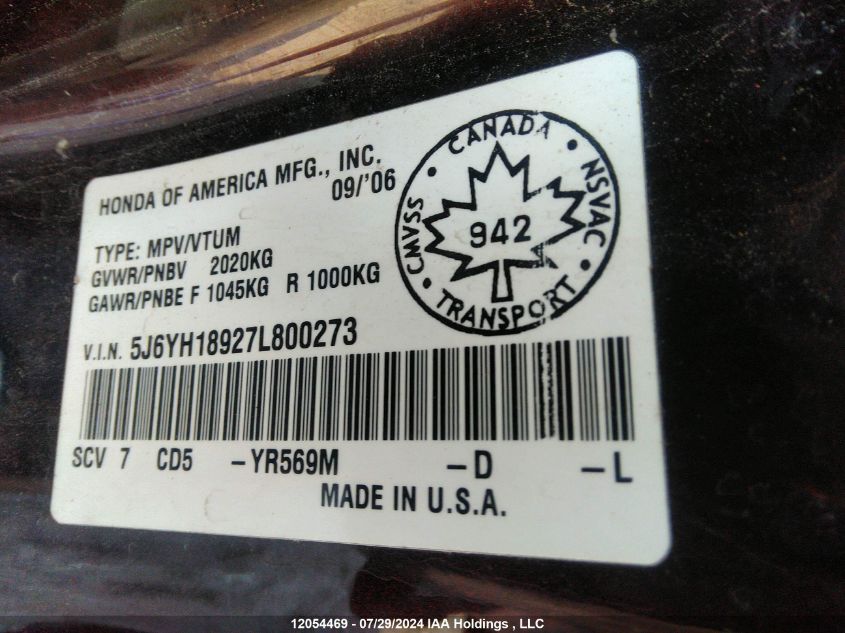 HONDA OF AMERICA MFG., INC.
09/'06
TYPE: MPV/VTUM
GVWR/PNBV 2020KG
GAWR/PNBE F 1045KG R 1000KG
CANADA • NSVAC • TRANSPORT • CMVSS •
942
V.I.N. 5J6YH18927L800273
SCV 7 CD5 -YR569M -D -L
MADE IN U.S.A.
12054469 - 07/29/2024 IAA Holdings , LLC